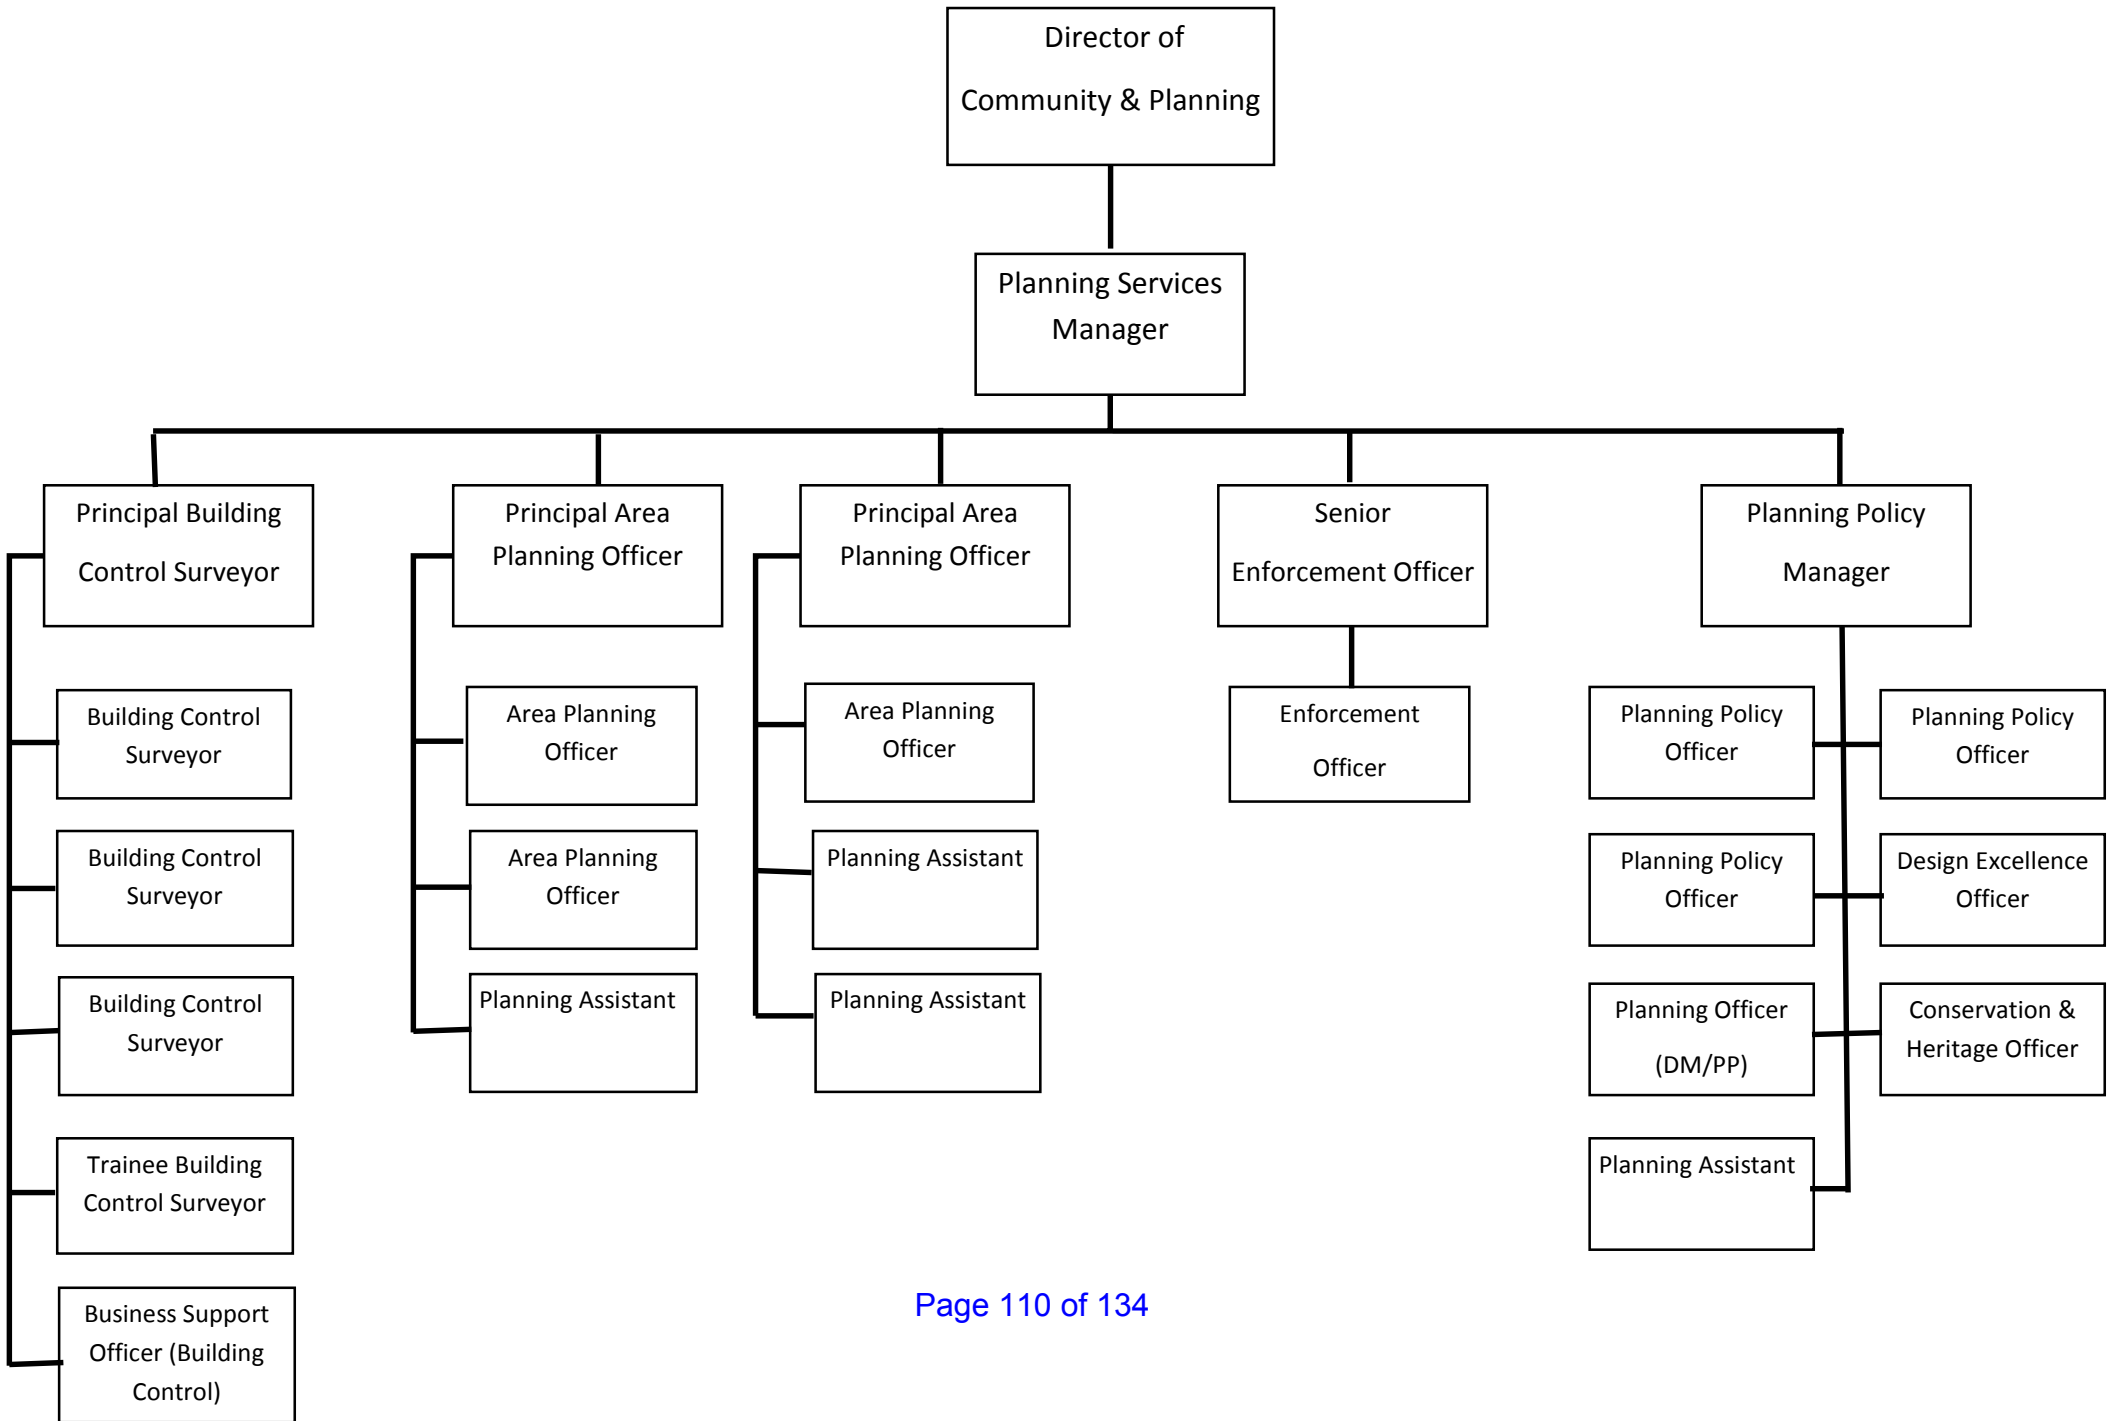 Director of
Community & Planning
Planning Services
Manager
Principal Building
Control Surveyor
Principal Area
Planning Officer
Principal Area
Planning Officer
Senior
Enforcement Officer
Planning Policy
Manager
Building Control
Surveyor
Building Control
Surveyor
Building Control
Surveyor
Trainee Building
Control Surveyor
Business Support
Officer (Building
Control)
Area Planning
Officer
Area Planning
Officer
Planning Assistant
Area Planning
Officer
Planning Assistant
Planning Assistant
Enforcement
Officer
Planning Policy
Officer
Planning Policy
Officer
Planning Policy
Officer
Design Excellence
Officer
Planning Officer
(DM/PP)
Conservation &
Heritage Officer
Planning Assistant
Page 110 of 134